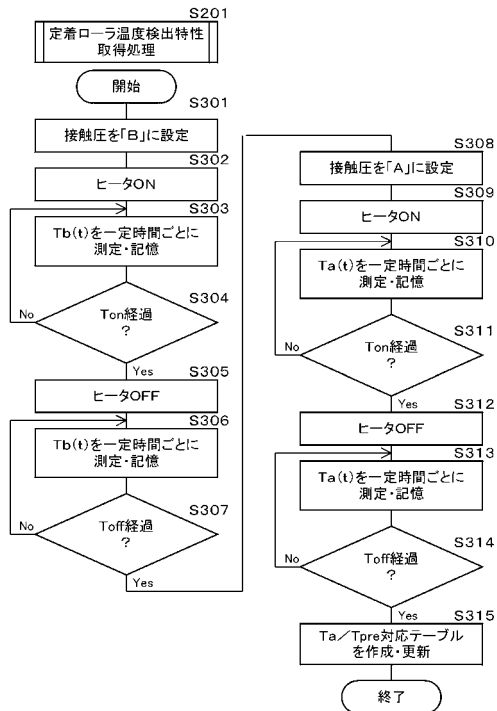 S201
定着ローラ温度検出特性
取得処理
開始
S301
接触圧を「B」に設定
S302
ヒータON
S303
Tb(t)を一定時間ごとに
測定・記憶
S304
Ton経過
?
No
Yes
S305
ヒータOFF
S306
Tb(t)を一定時間ごとに
測定・記憶
S307
Toff経過
?
No
Yes
S308
接触圧を「A」に設定
S309
ヒータON
S310
Ta(t)を一定時間ごとに
測定・記憶
S311
Ton経過
?
No
Yes
S312
ヒータOFF
S313
Ta(t)を一定時間ごとに
測定・記憶
S314
Toff経過
?
No
Yes
S315
Ta/Tpre対応テーブル
を作成・更新
終了